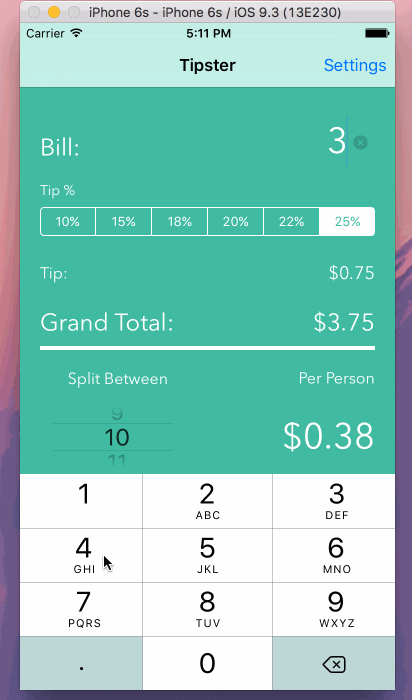 iPhone 6s - iPhone 6s / iOS 9.3 (13E230)
Carrier 5:11 PM
Tipster Settings
Bill: 3
Tip %
10% 15% 18% 20% 22% 25%
Tip: $0.75
Grand Total: $3.75
Split Between Per Person
9
10 $0.38
11
1 2 3
ABC DEF
4 5 6
GHI JKL MNO
7 8 9
PQRS TUV WXYZ
. 0